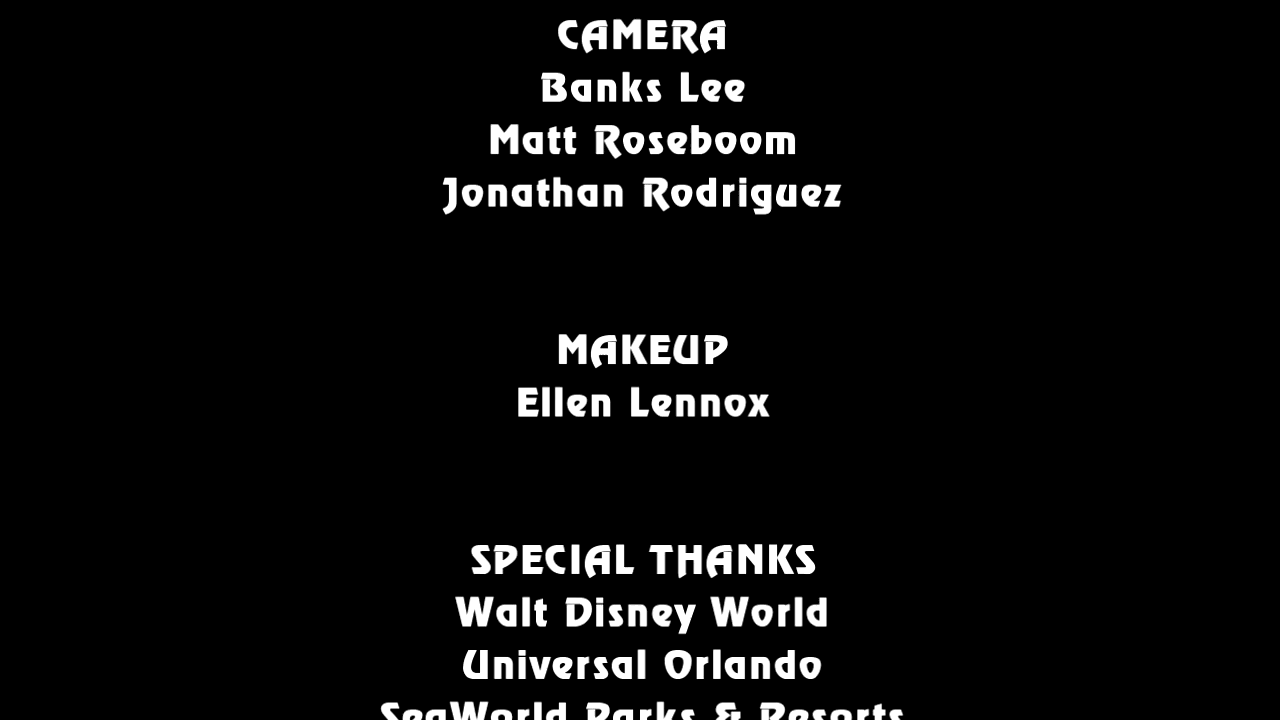 CAMERA
Banks Lee
Matt Roseboom
Jonathan Rodriguez
MAKEUP
Ellen Lennox
SPECIAL THANKS
Walt Disney World
Universal Orlando
SeaWorld Parks & Resorts